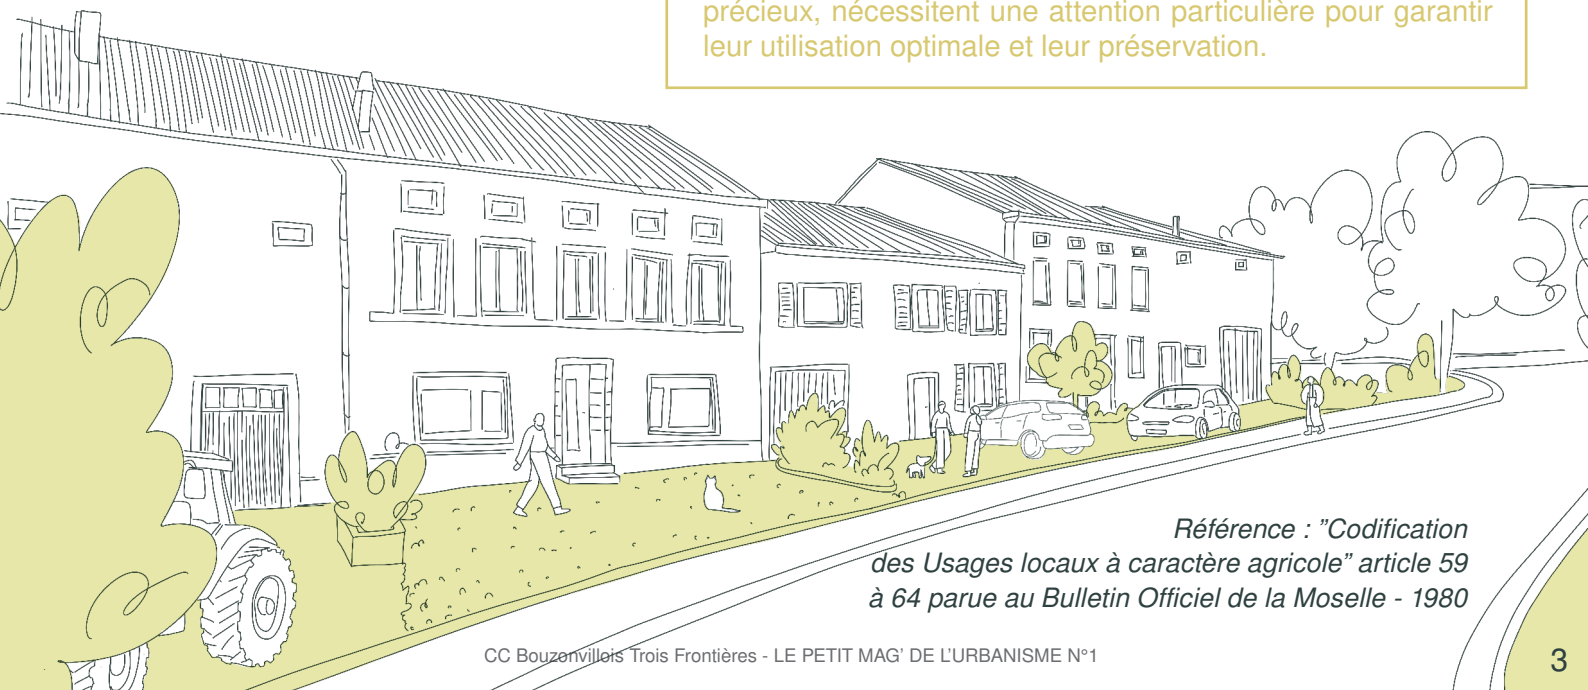 précieux, nécessitent une attention particulière pour garantir
leur utilisation optimale et leur préservation.
Référence : "Codification
des Usages locaux à caractère agricole" article 59
à 64 parue au Bulletin Officiel de la Moselle - 1980
CC Bouzonvillois Trois Frontières - LE PETIT MAG' DE L'URBANISME N°1
3